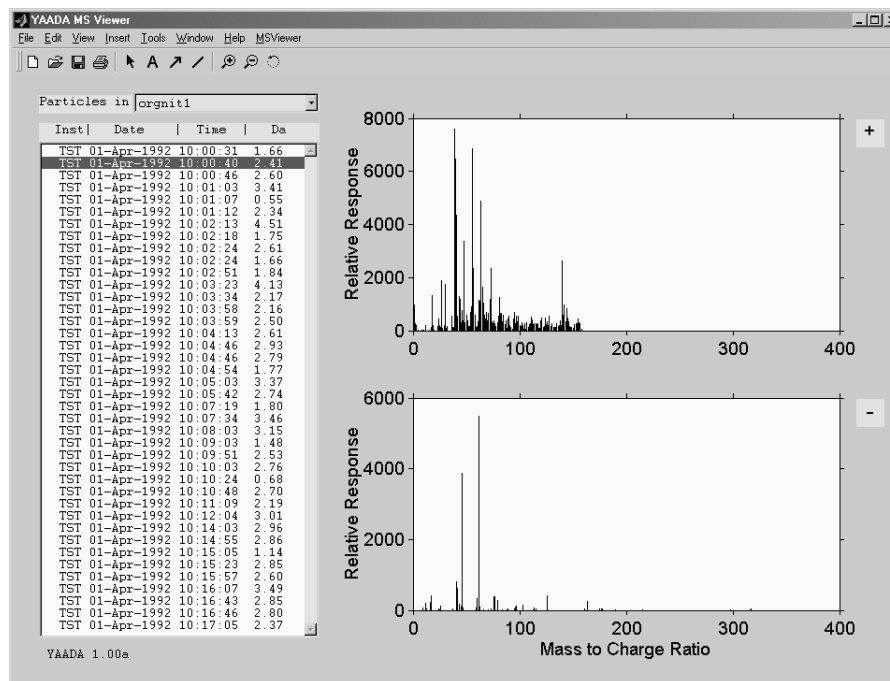 YAADA MS Viewer
File Edit View Insert Tools Window Help MSViewer
A
Particles in orgnit1
Inst| Date | Time | Da
TST 01-Apr-1992 10:00:31 1.66
TST 01-Apr-1992 10:00:40 2.41
TST 01-Apr-1992 10:00:46 2.60
TST 01-Apr-1992 10:01:03 3.41
TST 01-Apr-1992 10:01:07 0.55
TST 01-Apr-1992 10:01:12 2.34
TST 01-Apr-1992 10:02:13 4.51
TST 01-Apr-1992 10:02:18 1.75
TST 01-Apr-1992 10:02:24 2.61
TST 01-Apr-1992 10:02:24 1.66
TST 01-Apr-1992 10:02:51 1.84
TST 01-Apr-1992 10:03:23 4.13
TST 01-Apr-1992 10:03:34 2.17
TST 01-Apr-1992 10:03:58 2.16
TST 01-Apr-1992 10:03:59 2.50
TST 01-Apr-1992 10:04:13 2.61
TST 01-Apr-1992 10:04:46 2.93
TST 01-Apr-1992 10:04:46 2.79
TST 01-Apr-1992 10:04:54 1.77
TST 01-Apr-1992 10:05:03 3.37
TST 01-Apr-1992 10:05:42 2.74
TST 01-Apr-1992 10:07:19 1.80
TST 01-Apr-1992 10:07:34 3.46
TST 01-Apr-1992 10:08:03 3.15
TST 01-Apr-1992 10:09:03 1.48
TST 01-Apr-1992 10:09:51 2.53
TST 01-Apr-1992 10:10:03 2.76
TST 01-Apr-1992 10:10:24 0.68
TST 01-Apr-1992 10:10:48 2.70
TST 01-Apr-1992 10:11:09 2.19
TST 01-Apr-1992 10:12:04 3.01
TST 01-Apr-1992 10:14:03 2.96
TST 01-Apr-1992 10:14:55 2.86
TST 01-Apr-1992 10:15:05 1.14
TST 01-Apr-1992 10:15:23 2.85
TST 01-Apr-1992 10:15:57 2.60
TST 01-Apr-1992 10:16:07 3.49
TST 01-Apr-1992 10:16:43 2.85
TST 01-Apr-1992 10:16:46 2.80
TST 01-Apr-1992 10:17:05 2.37
YAADA 1.00a
Relative Response
8000
6000
4000
2000
0
0 100 200 300 400
+
Relative Response
6000
4000
2000
0
0 100 200 300 400
-
Mass to Charge Ratio